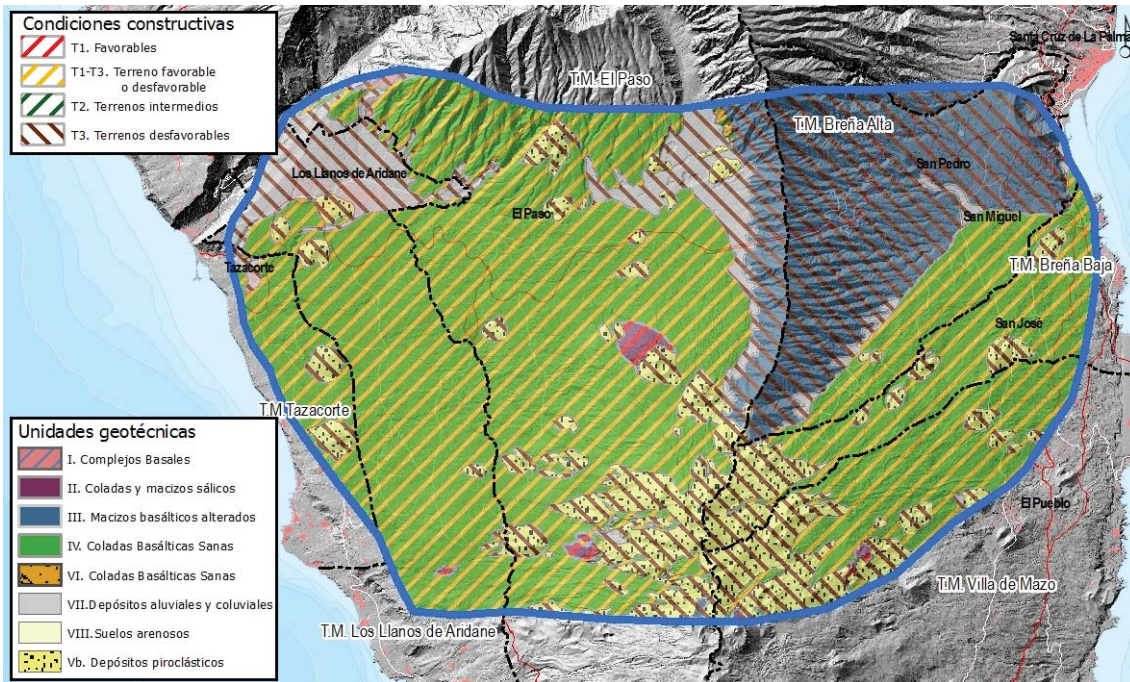 Condiciones constructivas
T1. Favorables
T1-T3. Terreno favorable
o desfavorable
T2. Terrenos intermedios
T3. Terrenos desfavorables
Santa Cruz de La Palma
T.M. El Paso
T.M. Breña Alta
San Pedro
Los Llanos de Aridane
El Paso
San Miguel
Tazacorte
T.M. Breña Baja
San José
T.M. Tazacorte
Unidades geotécnicas
I. Complejos Basales
II. Coladas y macizos sálicos
III. Macizos basálticos alterados
IV. Coladas Basálticas Sanas
VI. Coladas Basálticas Sanas
VII.Depósitos aluviales y coluviales
VIII.Suelos arenosos
Vb. Depósitos piroclásticos
El Pueblo
T.M. Villa de Mazo
T.M. Los Llanos de Aridane